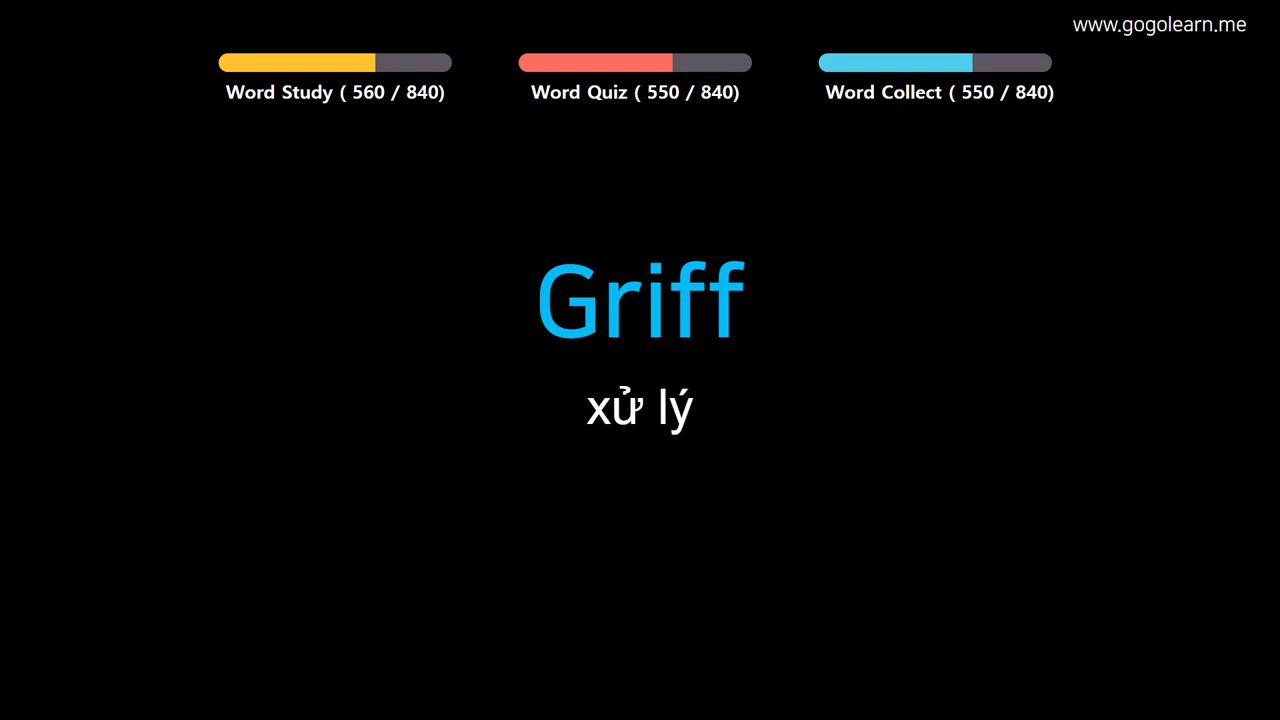 www.gogolearn.me
Word Study ( 560 / 840)
Word Quiz ( 550 / 840)
Word Collect ( 550 / 840)
Griff
xử lý